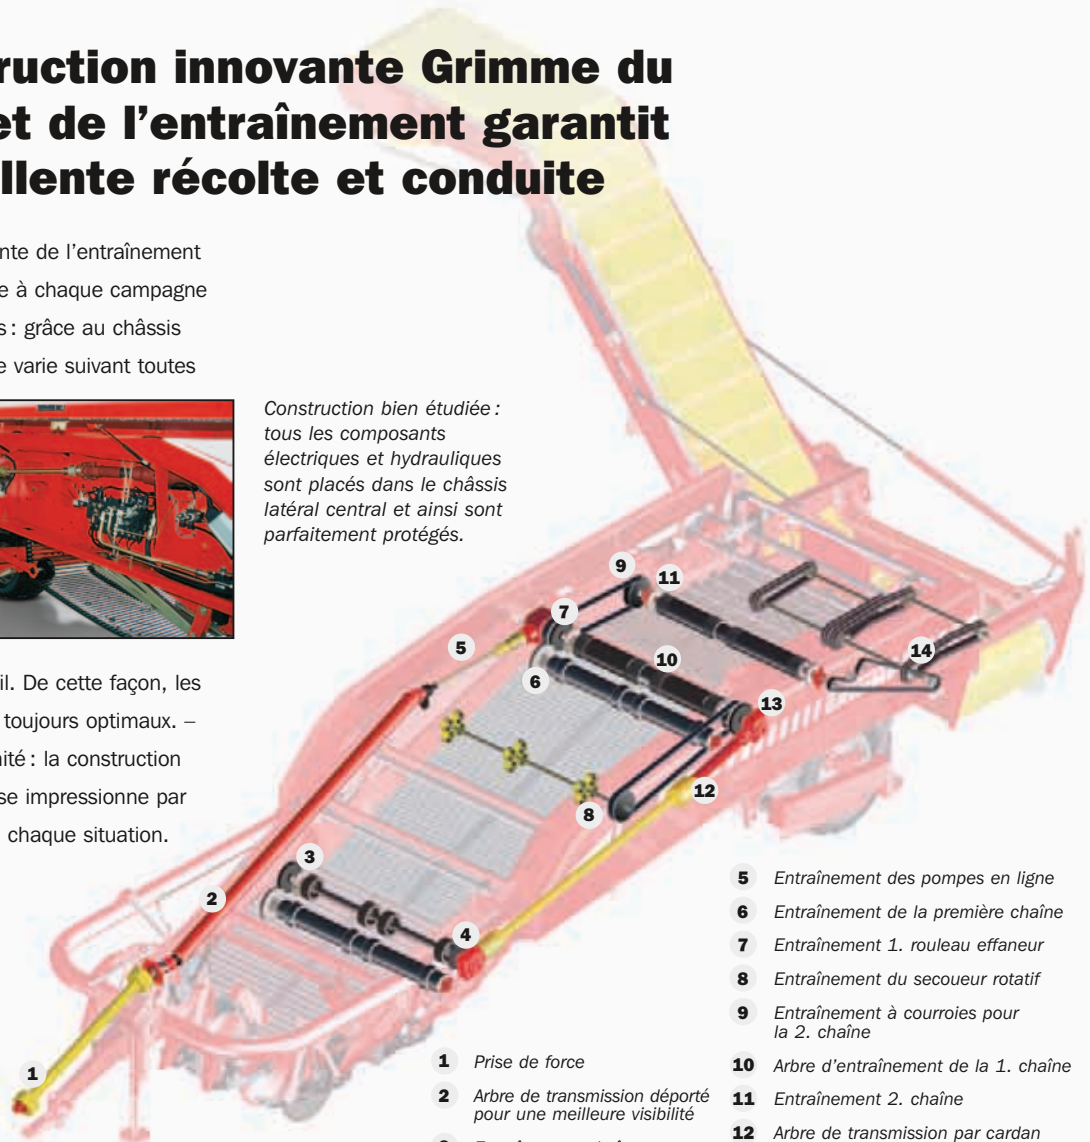 ruction innovante Grimme du
et de l'entraînement garantit
llente récolte et conduite
nte de l'entraînement
e à chaque campagne
s : grâce au châssis
e varie suivant toutes
Construction bien étudiée :
tous les composants
électriques et hydrauliques
sont placés dans le châssis
latéral central et ainsi sont
parfaitement protégés.
il. De cette façon, les
toujours optimaux. –
ité : la construction
se impressionne par
chaque situation.
9
11
7
5
10
14
6
13
12
8
3
2
4
1
1 Prise de force
2 Arbre de transmission déporté
pour une meilleure visibilité
5 Entraînement des pompes en ligne
6 Entraînement de la première chaîne
7 Entraînement 1. rouleau effaneur
8 Entraînement du secoueur rotatif
9 Entraînement à courroies pour
la 2. chaîne
10 Arbre d'entraînement de la 1. chaîne
11 Entraînement 2. chaîne
12 Arbre de transmission par cardan